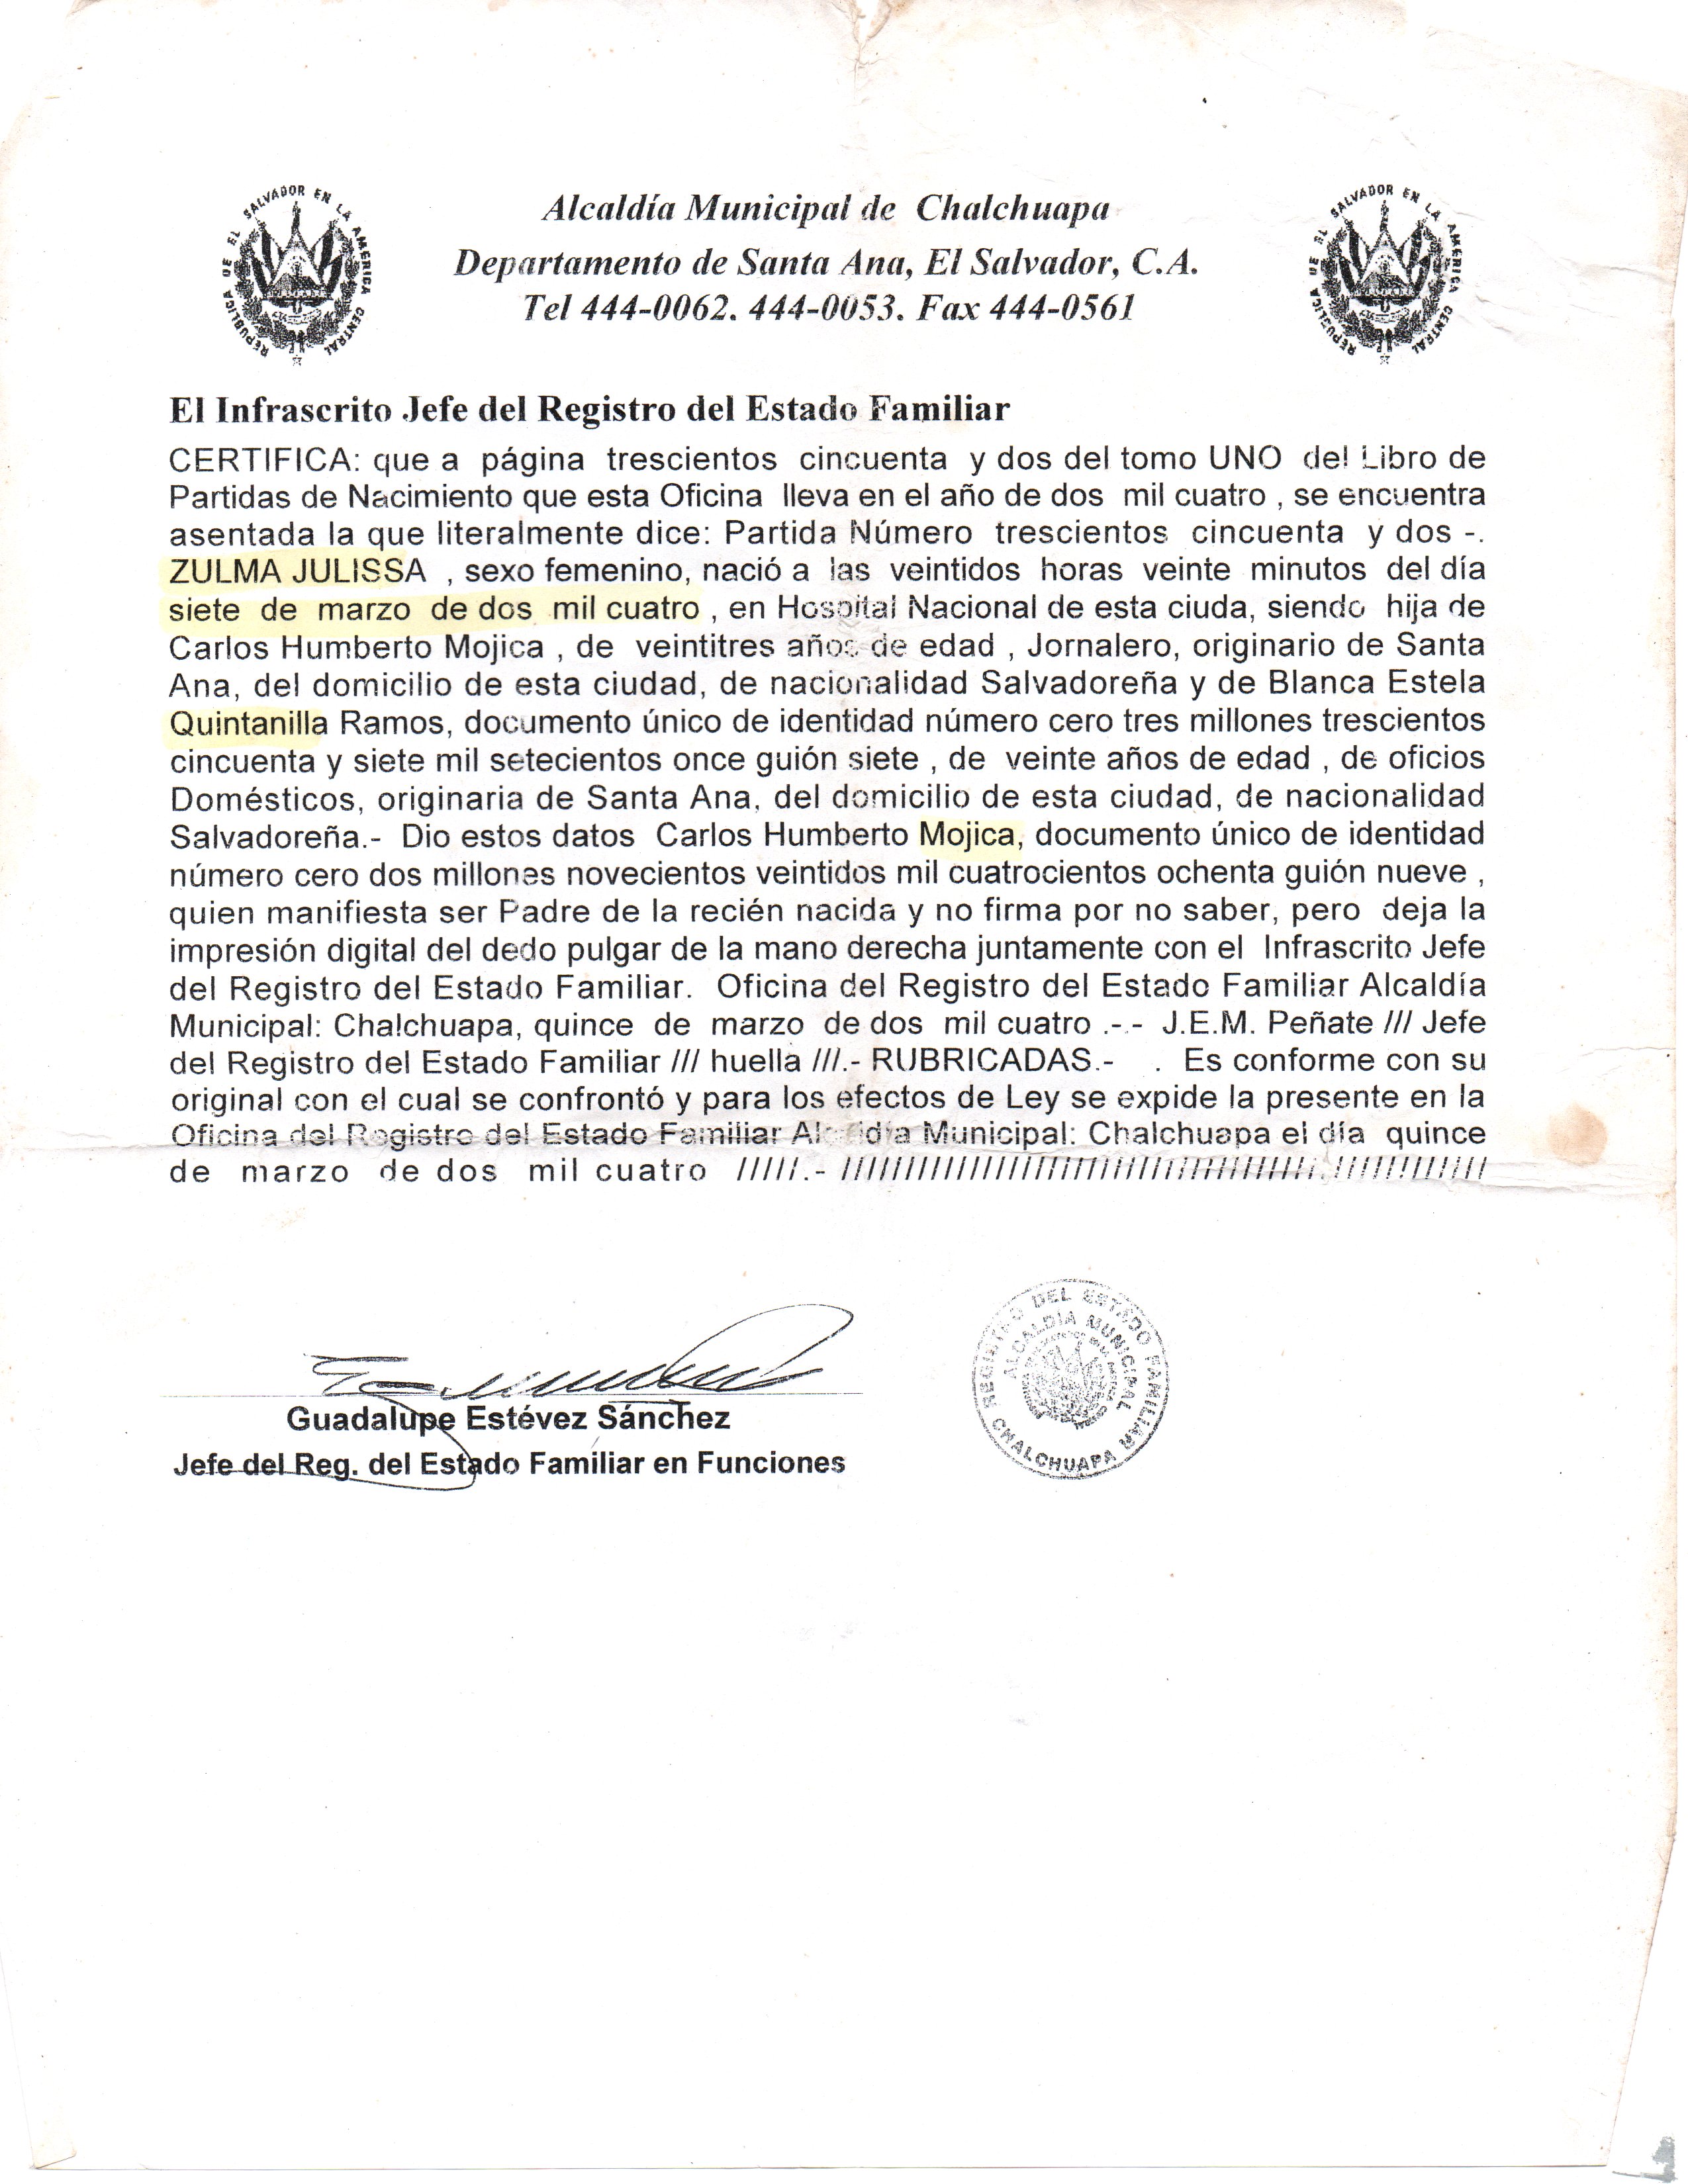 REPUBLICA DE EL SALVADOR EN LA AMERICA CENTRAL
Alcaldía Municipal de Chalchuapa
Departamento de Santa Ana, El Salvador, C.A.
Tel 444-0062. 444-0053. Fax 444-0561
REPUBLICA DE EL SALVADOR EN LA AMERICA CENTRAL
El Infrascrito Jefe del Registro del Estado Familiar
CERTIFICA: que a página trescientos cincuenta y dos del tomo UNO del Libro de
Partidas de Nacimiento que esta Oficina lleva en el año de dos mil cuatro , se encuentra
asentada la que literalmente dice: Partida Número trescientos cincuenta y dos -.
ZULMA JULISSA , sexo femenino, nació a las veintidos horas veinte minutos del día
siete de marzo de dos mil cuatro , en Hospital Nacional de esta ciuda, siendo hija de
Carlos Humberto Mojica , de veintitres años de edad , Jornalero, originario de Santa
Ana, del domicilio de esta ciudad, de nacionalidad Salvadoreña y de Blanca Estela
Quintanilla Ramos, documento único de identidad número cero tres millones trescientos
cincuenta y siete mil setecientos once guión siete , de veinte años de edad , de oficios
Domésticos, originaria de Santa Ana, del domicilio de esta ciudad, de nacionalidad
Salvadoreña.- Dio estos datos Carlos Humberto Mojica, documento único de identidad
número cero dos millones novecientos veintidos mil cuatrocientos ochenta guión nueve ,
quien manifiesta ser Padre de la recién nacida y no firma por no saber, pero deja la
impresión digital del dedo pulgar de la mano derecha juntamente con el Infrascrito Jefe
del Registro del Estado Familiar. Oficina del Registro del Estado Familiar Alcaldía
Municipal: Chalchuapa, quince de marzo de dos mil cuatro .-.- J.E.M. Peñate /// Jefe
del Registro del Estado Familiar /// huella ///.- RUBRICADAS.- . Es conforme con su
original con el cual se confrontó y para los efectos de Ley se expide la presente en la
Oficina del Registro del Estado Familiar Alcaldía Municipal: Chalchuapa el día quince
de marzo de dos mil cuatro /////.- ////////////////////////////////////////.////////////
Guadalupe Estévez Sánchez
Jefe del Reg. del Estado Familiar en Funciones
REGISTRO DEL ESTADO FAMILIAR
ALCALDÍA MUNICIPAL
CHALCHUAPA